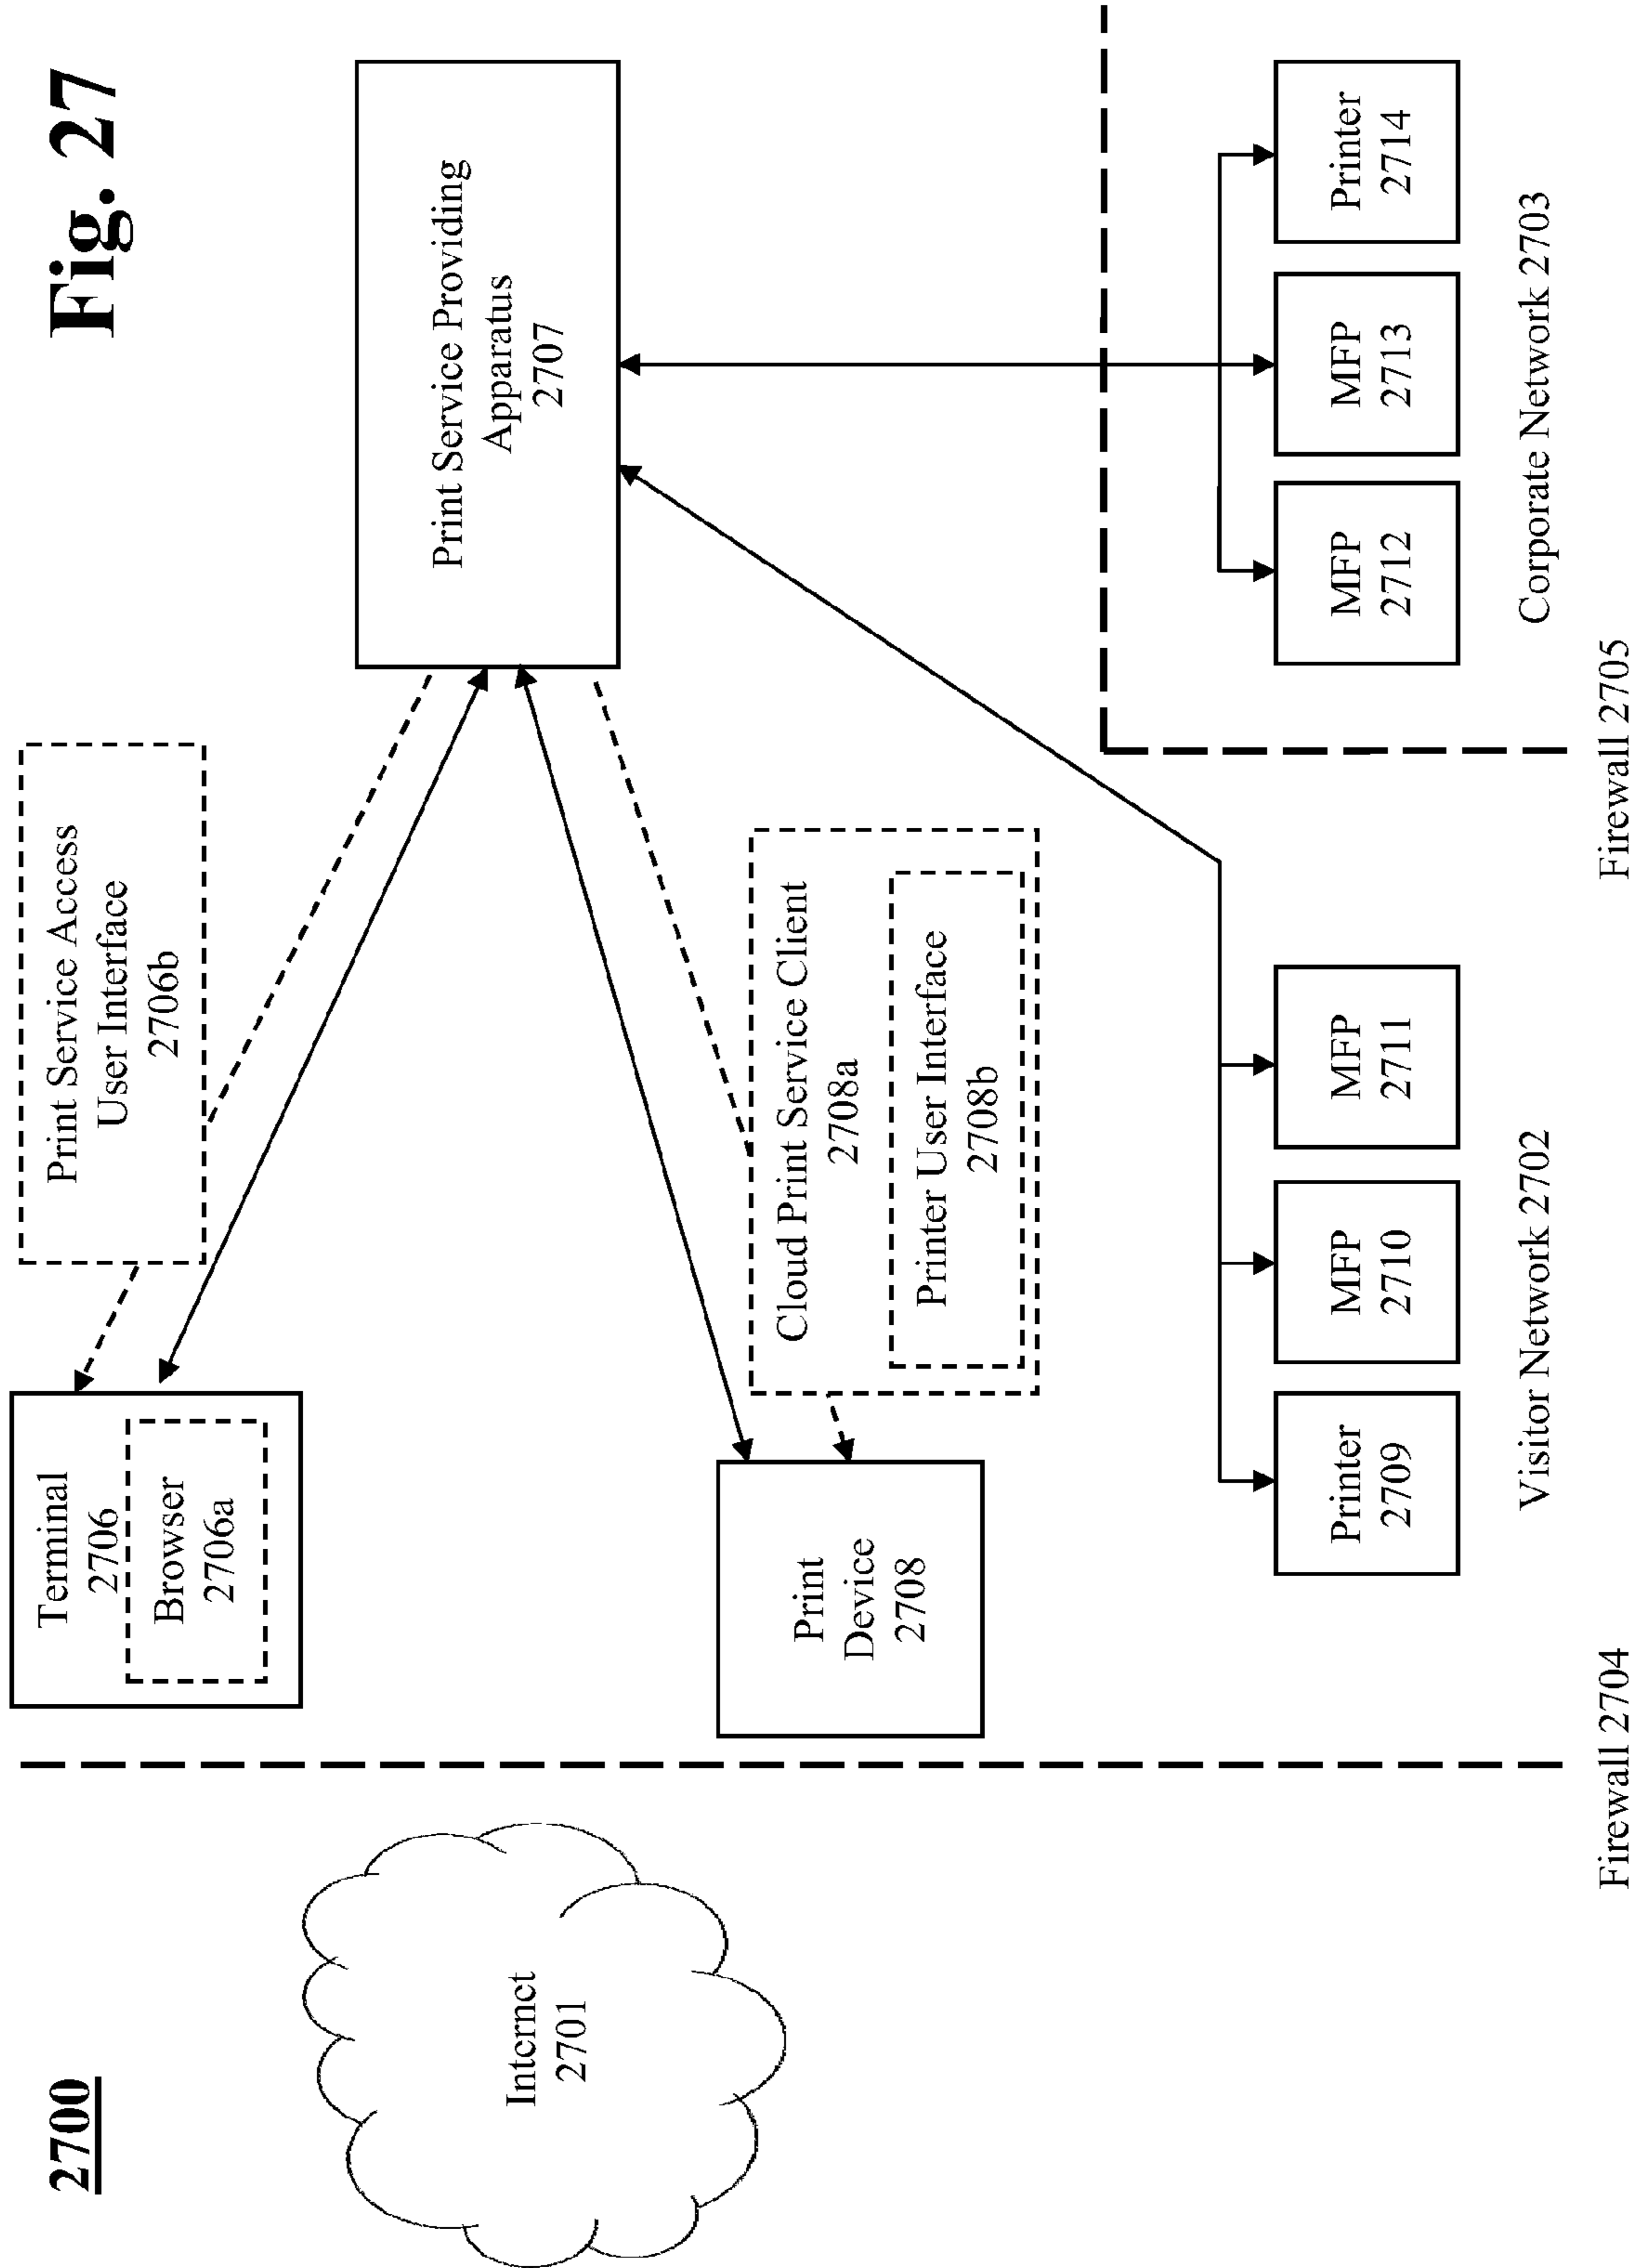 2700
Fig. 27
Terminal
2706
Browser
2706a
Print Service Access
User Interface
2706b
Print Service Providing
Apparatus
2707
Internet
2701
Print
Device
2708
Cloud Print Service Client
2708a
Printer User Interface
2708b
Printer
2709
MFP
2710
MFP
2711
MFP
2712
MFP
2713
Printer
2714
Visitor Network 2702
Corporate Network 2703
Firewall 2704
Firewall 2705